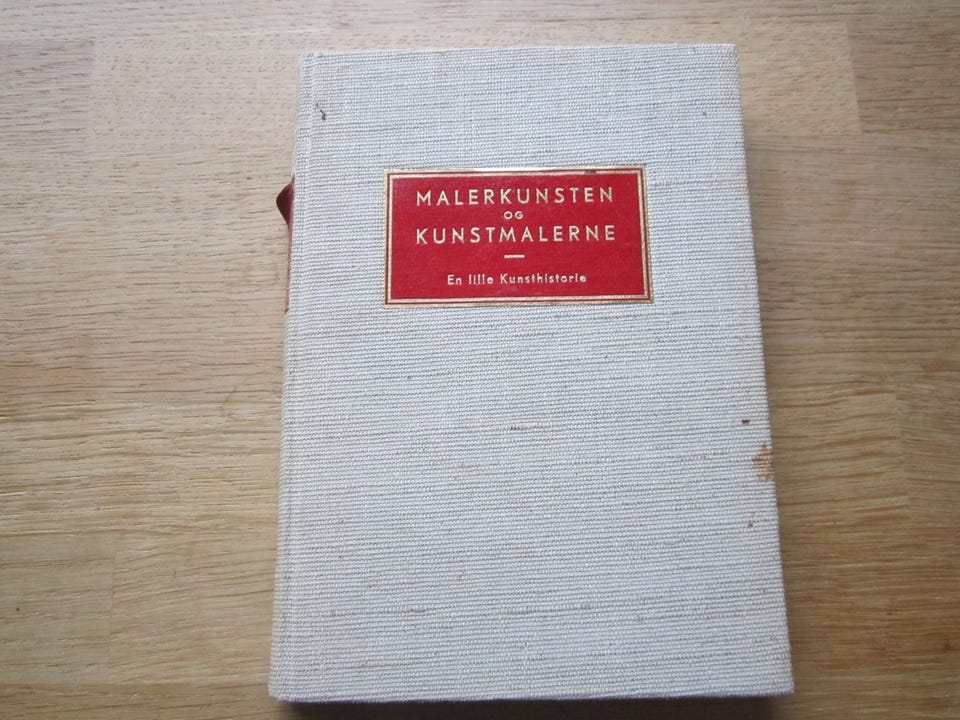 MALERKUNSTEN
OG
KUNSTMALERNE
En lille Kunsthistorie